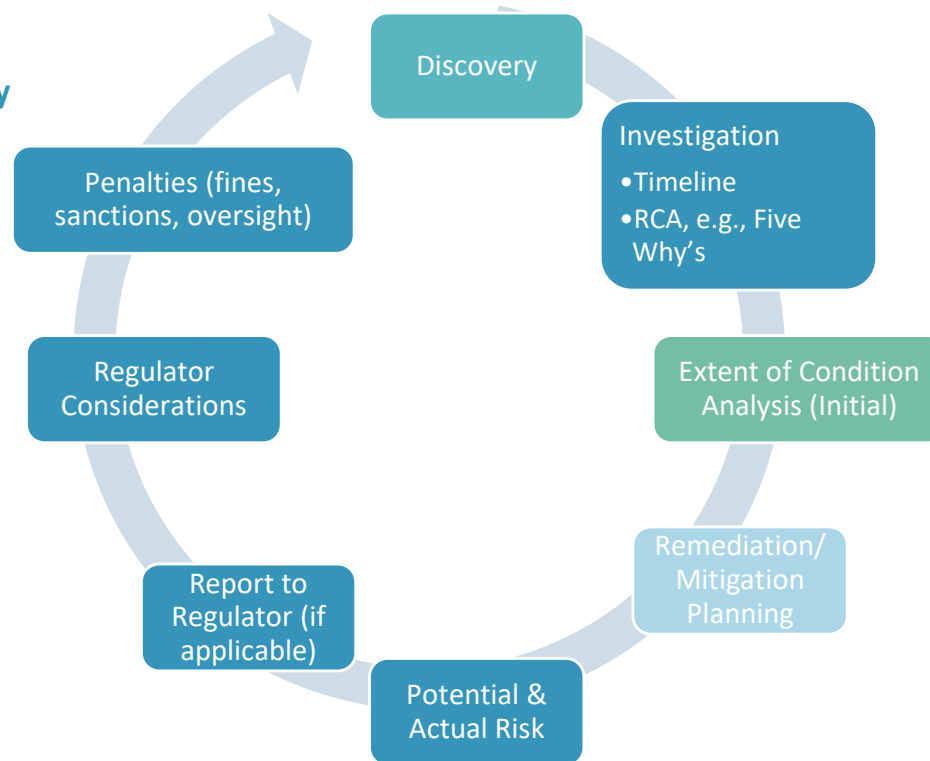 Discovery
Investigation
•Timeline
•RCA, e.g., Five
Why’s
Extent of Condition
Analysis (Initial)
Remediation/
Mitigation
Planning
Potential &
Actual Risk
Report to
Regulator (if
applicable)
Regulator
Considerations
Penalties (fines,
sanctions, oversight)